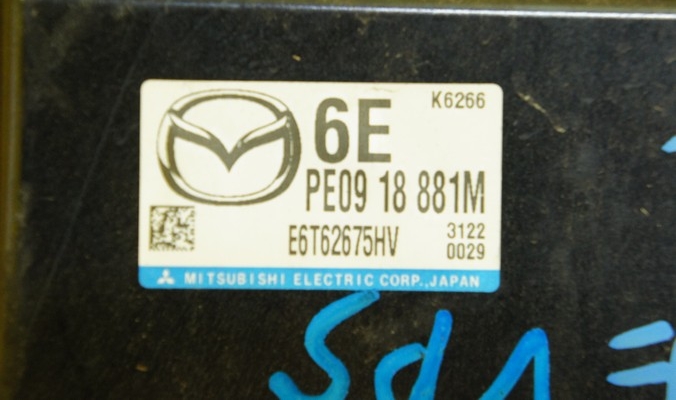 6E K6266
PE09 18 881M
E6T62675HV 3122
0029
MITSUBISHI ELECTRIC CORP.,JAPAN